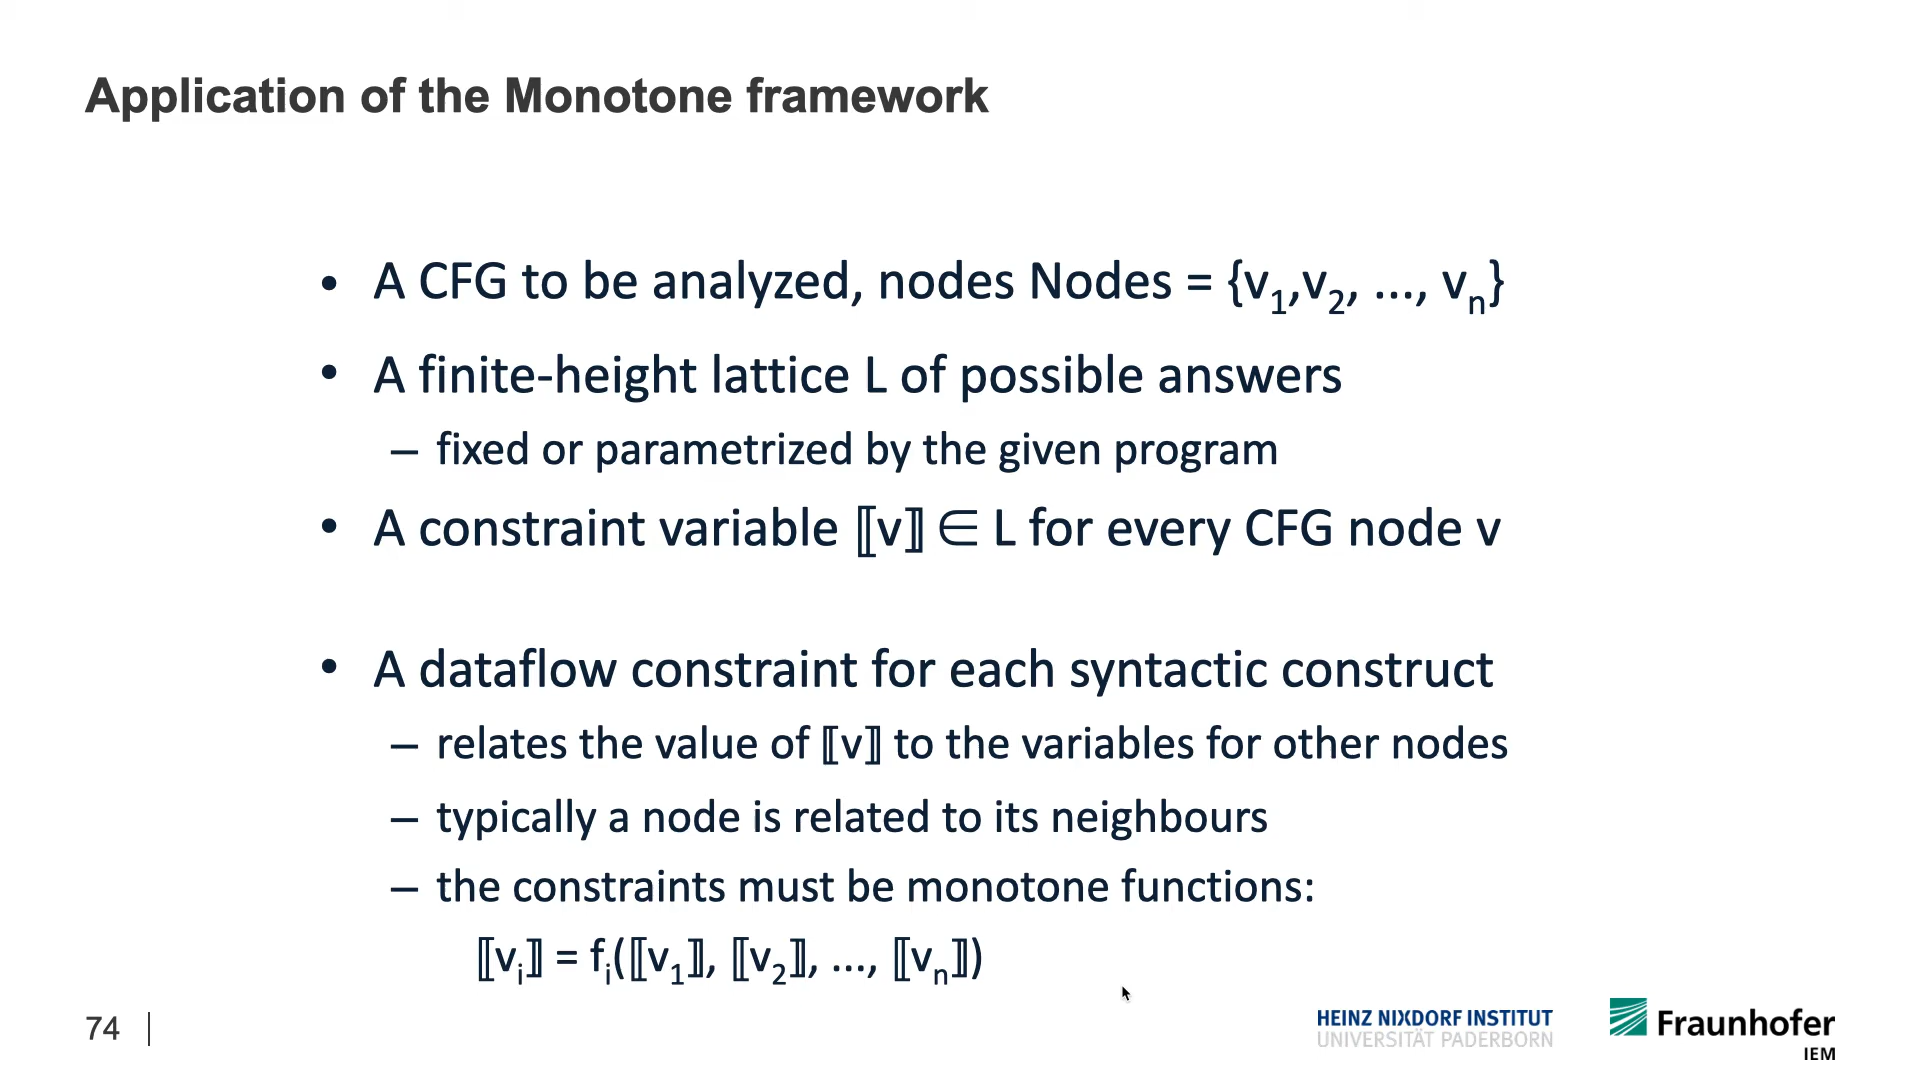 Application of the Monotone framework
• A CFG to be analyzed, nodes Nodes = {v₁,v₂, ..., vₙ}
• A finite-height lattice L of possible answers
– fixed or parametrized by the given program
• A constraint variable ⟦v⟧ ∈ L for every CFG node v
• A dataflow constraint for each syntactic construct
– relates the value of ⟦v⟧ to the variables for other nodes
– typically a node is related to its neighbours
– the constraints must be monotone functions:
⟦vᵢ⟧ = fᵢ(⟦v₁⟧, ⟦v₂⟧, ..., ⟦vₙ⟧)
74
HEINZ NIXDORF INSTITUT
UNIVERSITÄT PADERBORN
Fraunhofer
IEM